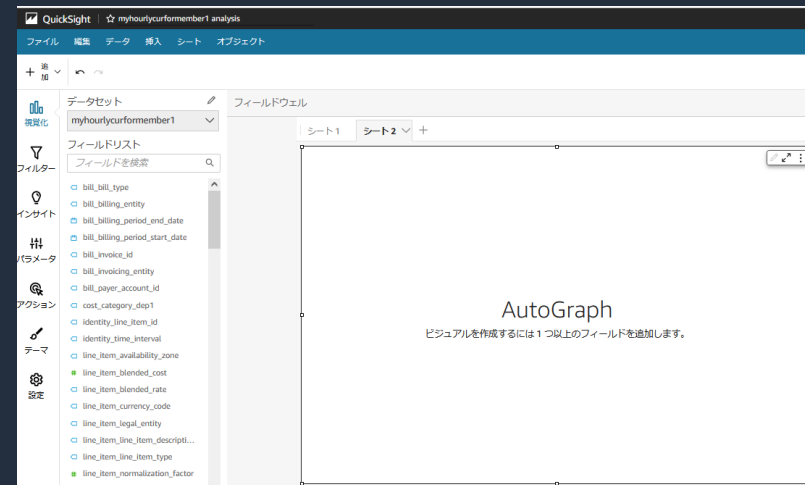 QuickSight myhourlycurformember1 analysis
ファイル 編集 データ 挿入 シート オブジェクト
追加
データセット
フィールドウェル
視覚化
myhourlycurformember1
シート 1 シート 2
フィールドリスト
フィルター
フィールドを検索
bill_bill_type
bill_billing_entity
インサイト
bill_billing_period_end_date
bill_billing_period_start_date
bill_invoice_id
パラメータ
bill_invoicing_entity
bill_payer_account_id
アクション
cost_category_dep1
identity_line_item_id
identity_time_interval
テーマ
line_item_availability_zone
line_item_blended_cost
line_item_blended_rate
設定
line_item_currency_code
line_item_legal_entity
line_item_line_item_descripti...
line_item_line_item_type
line_item_normalization_factor
AutoGraph
ビジュアルを作成するには 1 つ以上のフィールドを追加します。